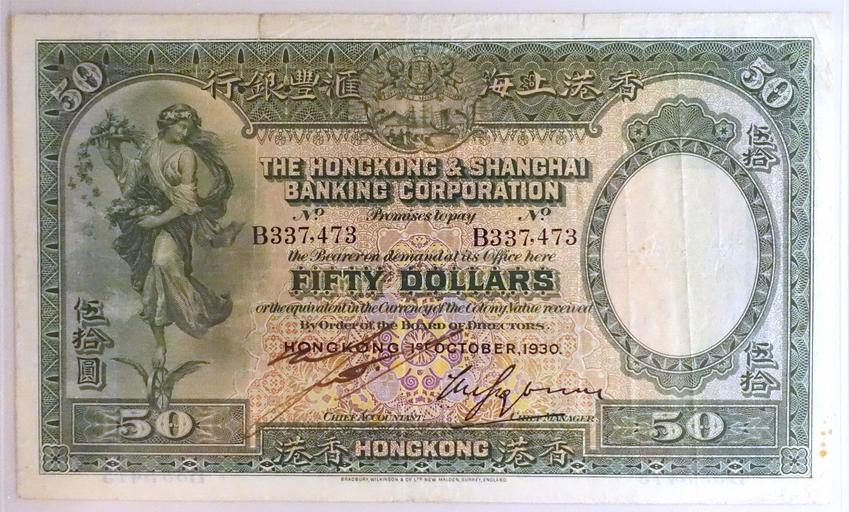 50 行銀豐滙 海上港香 50
伍拾
THE HONGKONG & SHANGHAI
BANKING CORPORATION
Nº Promises to pay Nº
B337,473 B337,473
the Bearer on demand at its Office here
FIFTY DOLLARS
or the equivalent in the Currency of the Colony Value received
By Order of the BOARD OF DIRECTORS.
HONGKONG 1ST OCTOBER, 1930.
伍拾圓
伍拾
CHIEF ACCOUNTANT. CHIEF MANAGER.
50 50
港香 HONGKONG 港香
BRADBURY, WILKINSON & Cº Lᵀᴰ NEW MALDEN, SURREY, ENGLAND.